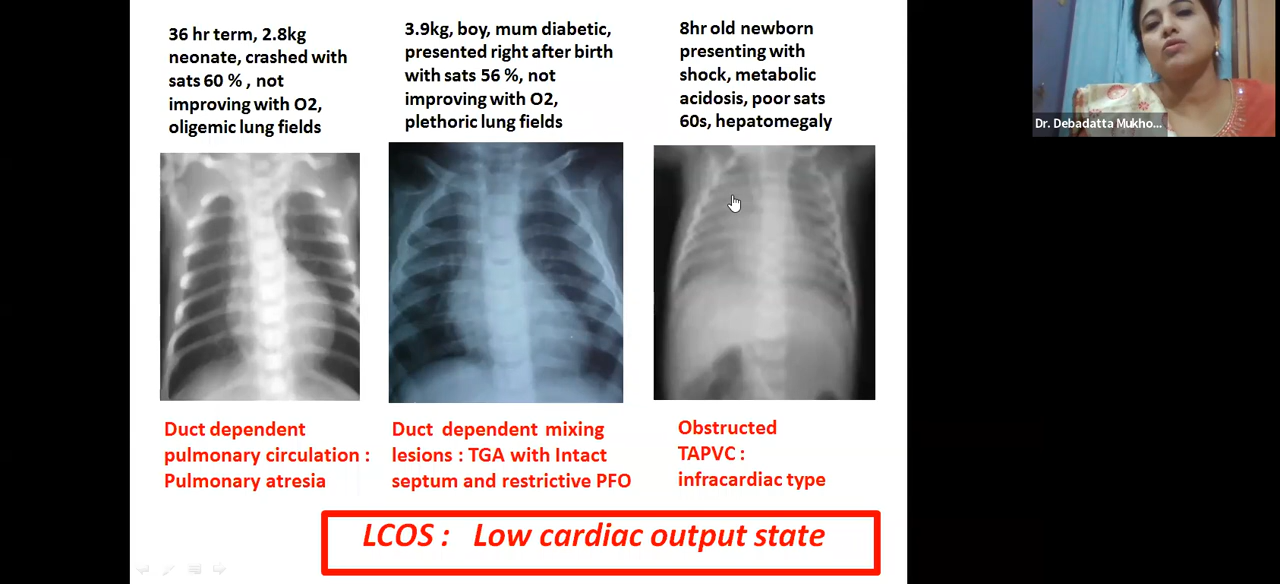 36 hr term, 2.8kg
neonate, crashed with
sats 60 % , not
improving with O2,
oligemic lung fields
3.9kg, boy, mum diabetic,
presented right after birth
with sats 56 %, not
improving with O2,
plethoric lung fields
8hr old newborn
presenting with
shock, metabolic
acidosis, poor sats
60s, hepatomegaly
Dr. Debadatta Mukho...
Duct dependent
pulmonary circulation :
Pulmonary atresia
Duct dependent mixing
lesions : TGA with Intact
septum and restrictive PFO
Obstructed
TAPVC :
infracardiac type
LCOS : Low cardiac output state